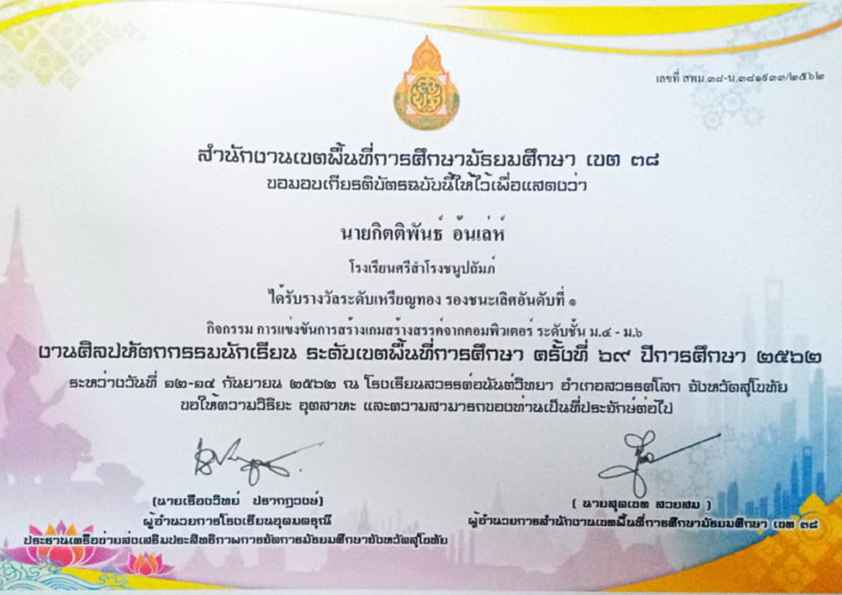 เลขที่ สพม.๓๘-น.๓๘๑๙๓๓/๒๕๖๒
สำนักงานเขตพื้นที่การศึกษามัธยมศึกษา เขต ๓๘
ขอมอบเกียรติบัตรฉบับนี้ให้ไว้เพื่อแสดงว่า
นายกิตติพันธ์ อ้นเล่ห์
โรงเรียนศรีสำโรงชนูปถัมภ์
ได้รับรางวัลระดับเหรียญทอง รองชนะเลิศอันดับที่ ๑
กิจกรรม การแข่งขันการสร้างเกมสร้างสรรค์จากคอมพิวเตอร์ ระดับชั้น ม.๔ - ม.๖
งานศิลปหัตถกรรมนักเรียน ระดับเขตพื้นที่การศึกษา ครั้งที่ ๖๙ ปีการศึกษา ๒๕๖๒
ระหว่างวันที่ ๑๒-๑๔ กันยายน ๒๕๖๒ ณ โรงเรียนสวรรค์อนันต์วิทยา อำเภอสวรรคโลก จังหวัดสุโขทัย
ขอให้ความวิริยะ อุตสาหะ และความสามารถของท่านเป็นที่ประจักษ์ต่อไป
(นายเรืองวิทย์ ปรากฏวงษ์) ( นายสุดเขต สวยสม )
ผู้อำนวยการโรงเรียนอุดมดรุณี ผู้อำนวยการสำนักงานเขตพื้นที่การศึกษามัธยมศึกษา เขต ๓๘
ประธานเครือข่ายส่งเสริมประสิทธิภาพการจัดการมัธยมศึกษาจังหวัดสุโขทัย